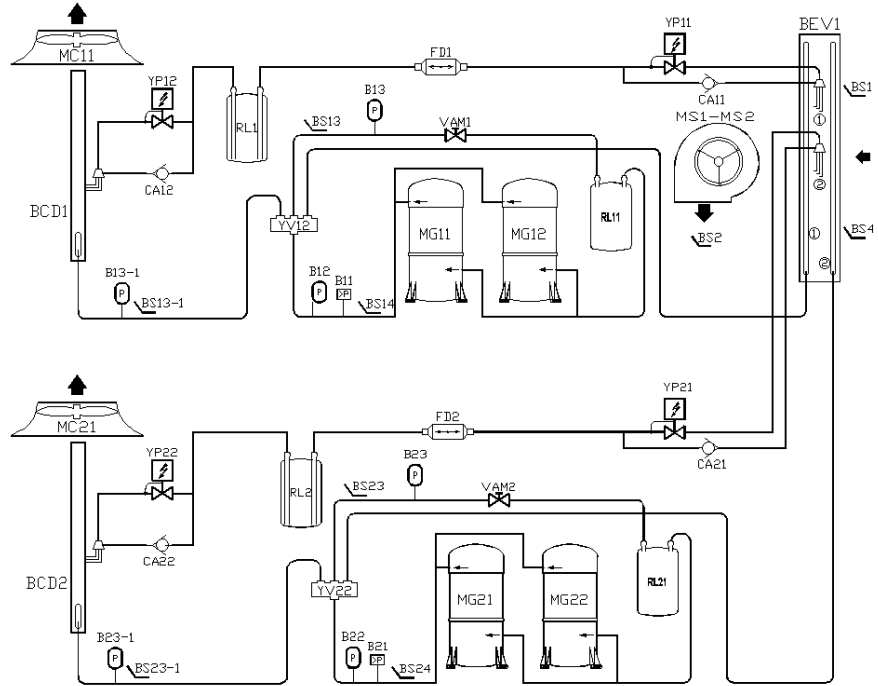 BEV1
MC11
YP11
FD1
YP12
B13
CA11
BS1
RL1
BS13
VAM1
MS1-MS2
①
CA12
②
BCD1
RL11
YV12
MG11
MG12
BS2
①
BS4
B13-1
B12
B11
②
P
P
P
>P
BS13-1
BS14
P
MC21
YP21
YP22
FD2
B23
CA21
RL2
BS23
P
VAM2
CA22
BCD2
YV22
MG21
MG22
RL21
B23-1
B22
B21
P
P
>P
BS23-1
BS24